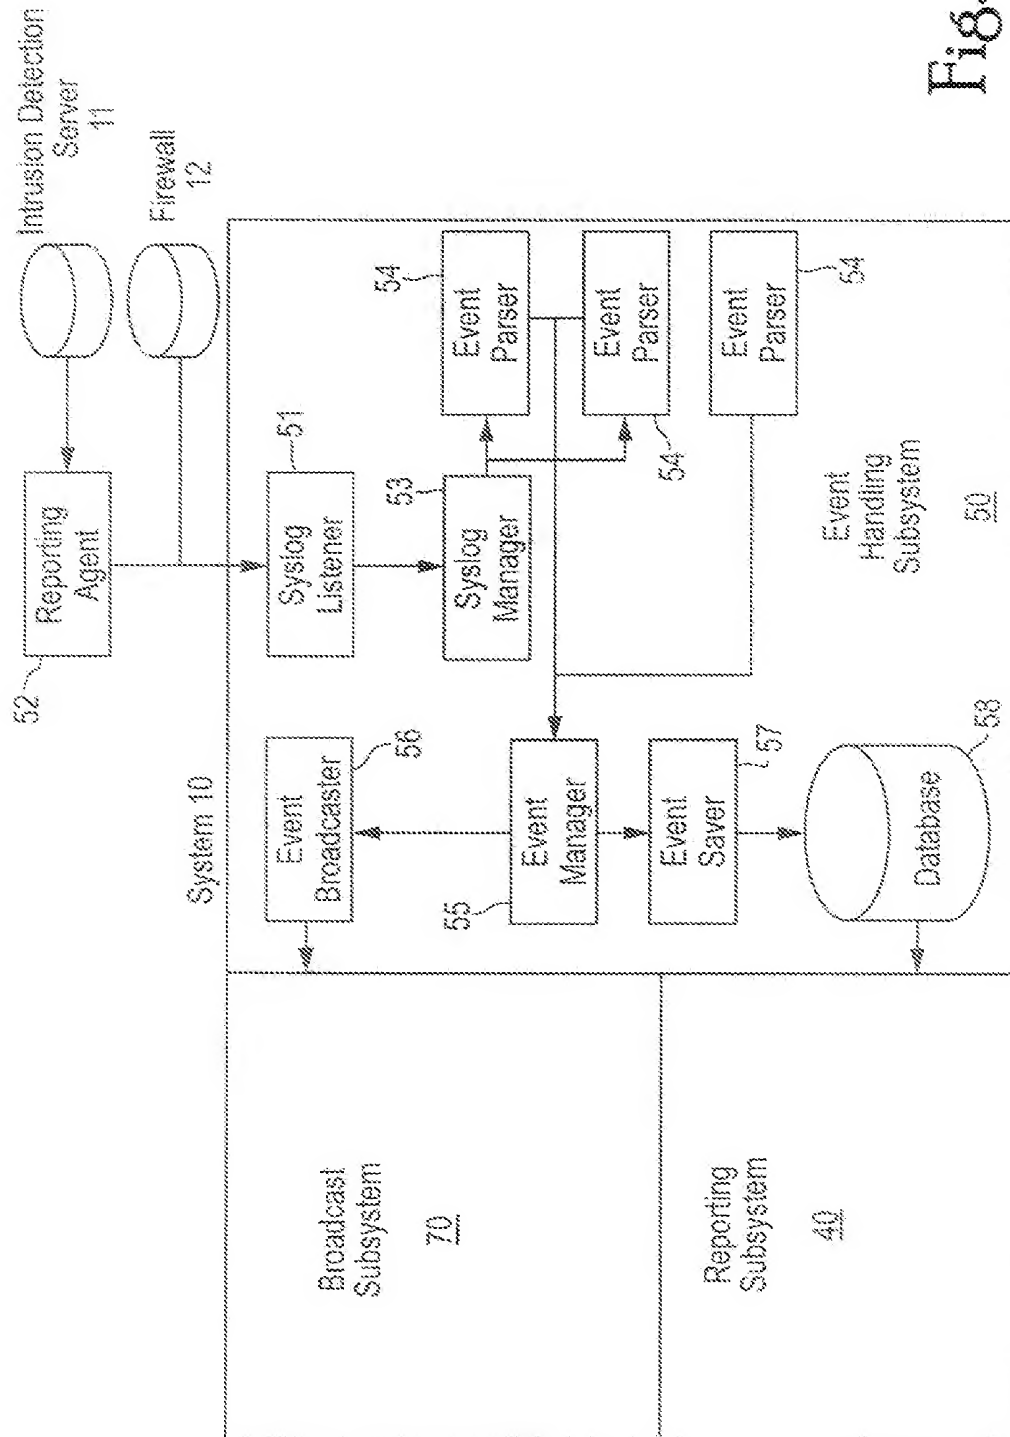 Intrusion Detection
Server
11
Firewall
12
Reporting
Agent
52
System 10
Syslog
Listener
51
Syslog
Manager
53
Event
Parser
54
Event
Parser
54
Event
Parser
54
Event
Broadcaster
56
Event
Manager
55
Event
Saver
57
Database
58
Event
Handling
Subsystem
50
Broadcast
Subsystem
70
Reporting
Subsystem
40